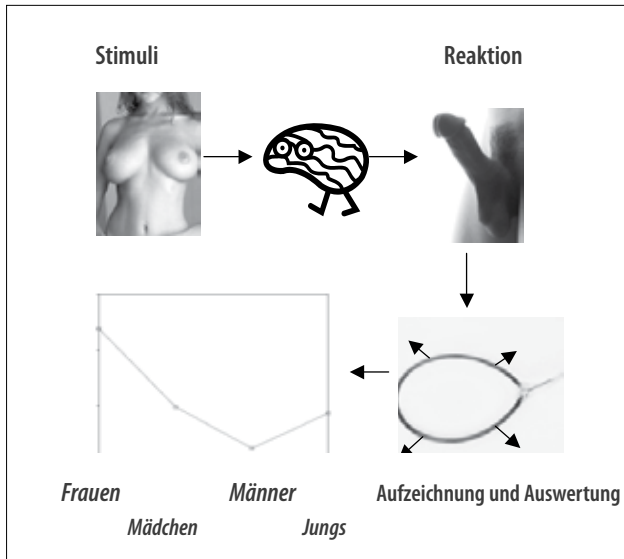 Stimuli
Reaktion
Frauen
Männer
Aufzeichnung und Auswertung
Mädchen
Jungs